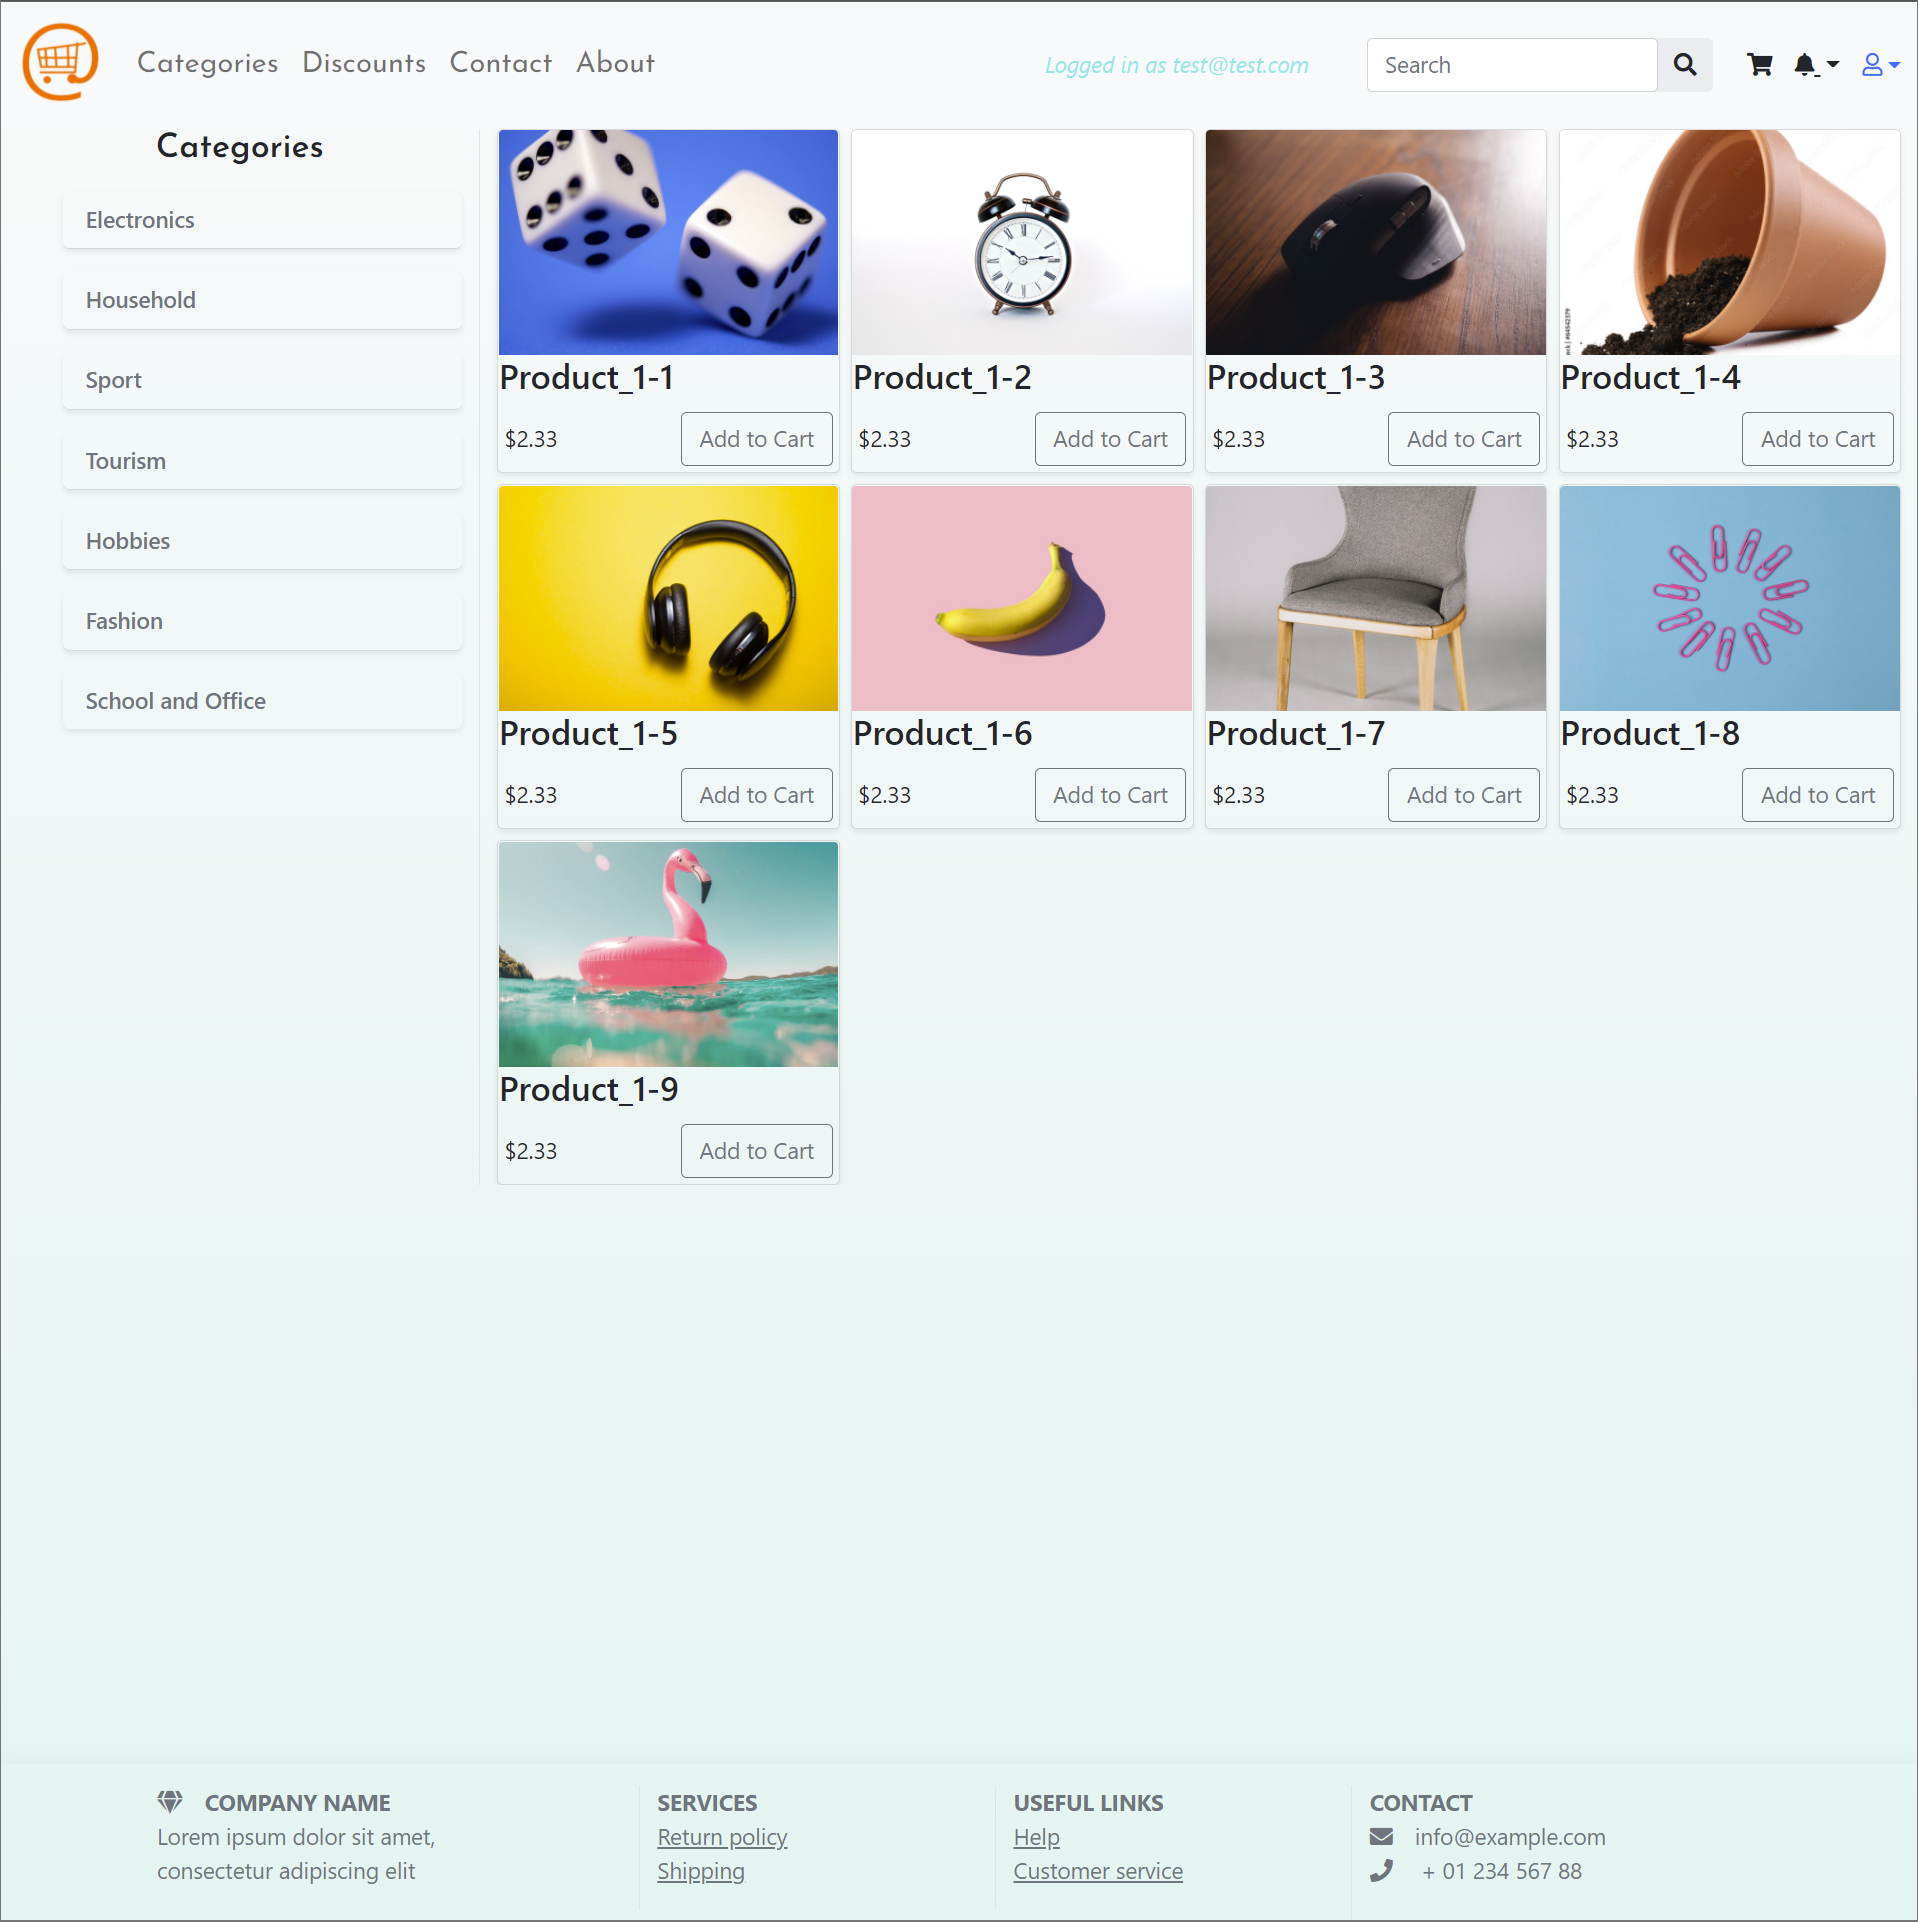 Categories Discounts Contact About
Logged in as test@test.com
Search
Categories
Electronics
Household
Sport
Tourism
Hobbies
Fashion
School and Office
Product_1-1
$2.33 Add to Cart
Product_1-2
$2.33 Add to Cart
Product_1-3
$2.33 Add to Cart
Product_1-4
$2.33 Add to Cart
Product_1-5
$2.33 Add to Cart
Product_1-6
$2.33 Add to Cart
Product_1-7
$2.33 Add to Cart
Product_1-8
$2.33 Add to Cart
Product_1-9
$2.33 Add to Cart
COMPANY NAME
Lorem ipsum dolor sit amet,
consectetur adipiscing elit
SERVICES
Return policy
Shipping
USEFUL LINKS
Help
Customer service
CONTACT
info@example.com
+ 01 234 567 88